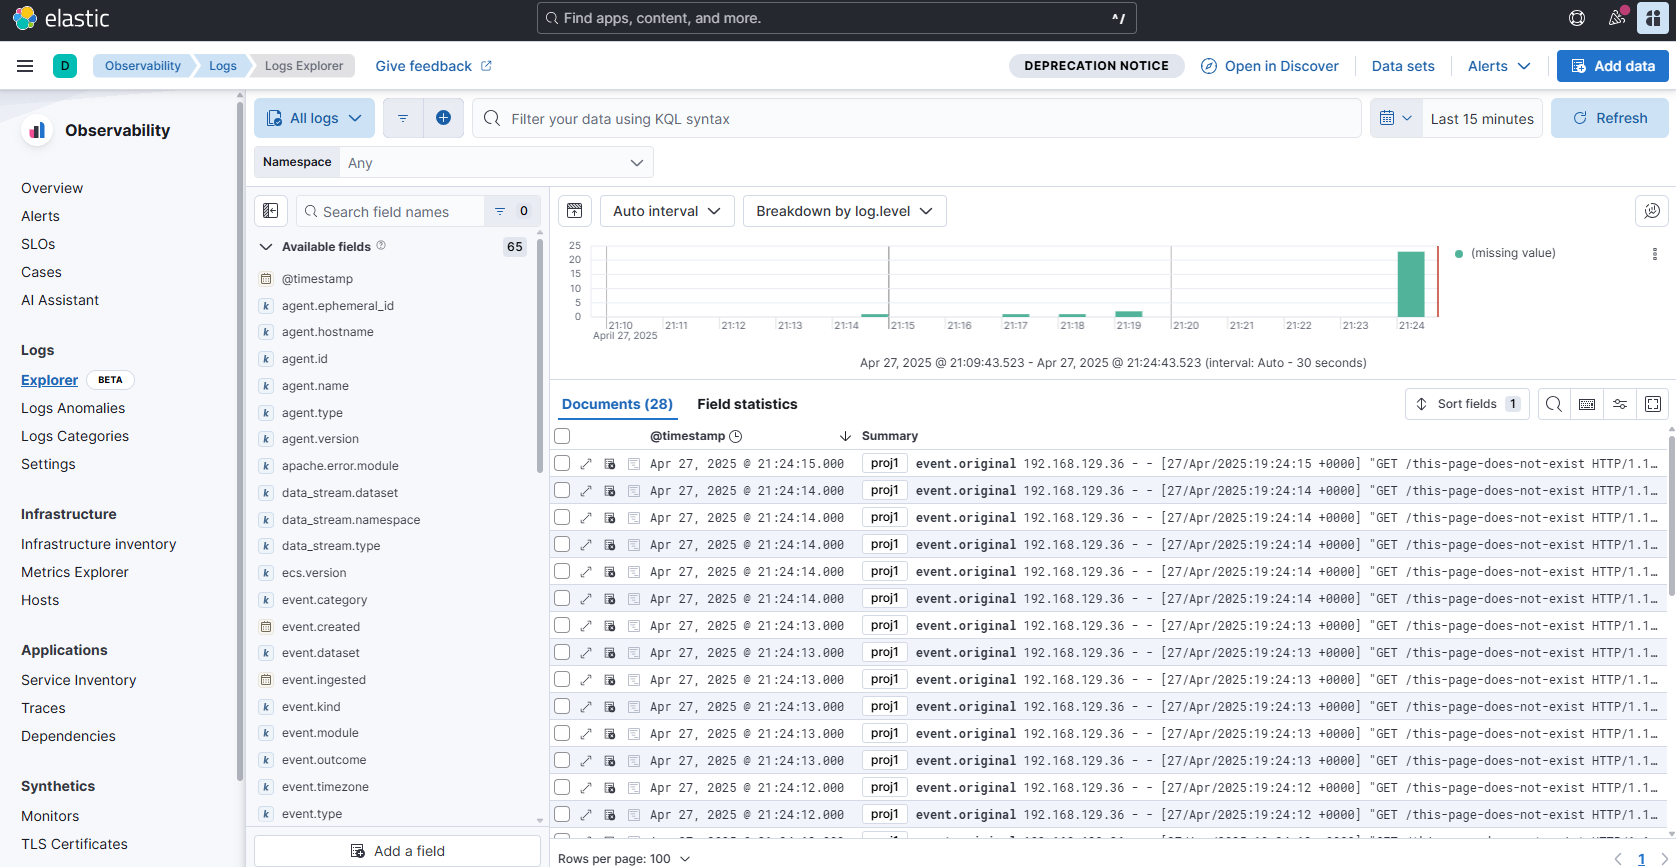 elastic
Find apps, content, and more.
^/
D
Observability
Logs
Logs Explorer
Give feedback
DEPRECATION NOTICE
Open in Discover
Data sets
Alerts
Add data
Observability
Overview
Alerts
SLOs
Cases
AI Assistant
Logs
Explorer
BETA
Logs Anomalies
Logs Categories
Settings
Infrastructure
Infrastructure inventory
Metrics Explorer
Hosts
Applications
Service Inventory
Traces
Dependencies
Synthetics
Monitors
TLS Certificates
All logs
Filter your data using KQL syntax
Last 15 minutes
Refresh
Namespace
Any
Search field names
0
Available fields
65
@timestamp
k agent.ephemeral_id
k agent.hostname
k agent.id
k agent.name
k agent.type
k agent.version
k apache.error.module
k data_stream.dataset
k data_stream.namespace
k data_stream.type
k ecs.version
k event.category
event.created
k event.dataset
event.ingested
k event.kind
k event.module
k event.outcome
k event.timezone
k event.type
Add a field
Auto interval
Breakdown by log.level
25
20
15
10
5
0
21:10 21:11 21:12 21:13 21:14 21:15 21:16 21:17 21:18 21:19 21:20 21:21 21:22 21:23 21:24
April 27, 2025
(missing value)
Apr 27, 2025 @ 21:09:43.523 - Apr 27, 2025 @ 21:24:43.523 (interval: Auto - 30 seconds)
Documents (28)
Field statistics
Sort fields 1
@timestamp
Summary
Apr 27, 2025 @ 21:24:15.000 proj1 event.original 192.168.129.36 - - [27/Apr/2025:19:24:15 +0000] "GET /this-page-does-not-exist HTTP/1.1…
Apr 27, 2025 @ 21:24:14.000 proj1 event.original 192.168.129.36 - - [27/Apr/2025:19:24:14 +0000] "GET /this-page-does-not-exist HTTP/1.1…
Apr 27, 2025 @ 21:24:14.000 proj1 event.original 192.168.129.36 - - [27/Apr/2025:19:24:14 +0000] "GET /this-page-does-not-exist HTTP/1.1…
Apr 27, 2025 @ 21:24:14.000 proj1 event.original 192.168.129.36 - - [27/Apr/2025:19:24:14 +0000] "GET /this-page-does-not-exist HTTP/1.1…
Apr 27, 2025 @ 21:24:14.000 proj1 event.original 192.168.129.36 - - [27/Apr/2025:19:24:14 +0000] "GET /this-page-does-not-exist HTTP/1.1…
Apr 27, 2025 @ 21:24:14.000 proj1 event.original 192.168.129.36 - - [27/Apr/2025:19:24:14 +0000] "GET /this-page-does-not-exist HTTP/1.1…
Apr 27, 2025 @ 21:24:13.000 proj1 event.original 192.168.129.36 - - [27/Apr/2025:19:24:13 +0000] "GET /this-page-does-not-exist HTTP/1.1…
Apr 27, 2025 @ 21:24:13.000 proj1 event.original 192.168.129.36 - - [27/Apr/2025:19:24:13 +0000] "GET /this-page-does-not-exist HTTP/1.1…
Apr 27, 2025 @ 21:24:13.000 proj1 event.original 192.168.129.36 - - [27/Apr/2025:19:24:13 +0000] "GET /this-page-does-not-exist HTTP/1.1…
Apr 27, 2025 @ 21:24:13.000 proj1 event.original 192.168.129.36 - - [27/Apr/2025:19:24:13 +0000] "GET /this-page-does-not-exist HTTP/1.1…
Apr 27, 2025 @ 21:24:13.000 proj1 event.original 192.168.129.36 - - [27/Apr/2025:19:24:13 +0000] "GET /this-page-does-not-exist HTTP/1.1…
Apr 27, 2025 @ 21:24:13.000 proj1 event.original 192.168.129.36 - - [27/Apr/2025:19:24:13 +0000] "GET /this-page-does-not-exist HTTP/1.1…
Apr 27, 2025 @ 21:24:12.000 proj1 event.original 192.168.129.36 - - [27/Apr/2025:19:24:12 +0000] "GET /this-page-does-not-exist HTTP/1.1…
Apr 27, 2025 @ 21:24:12.000 proj1 event.original 192.168.129.36 - - [27/Apr/2025:19:24:12 +0000] "GET /this-page-does-not-exist HTTP/1.1…
Rows per page: 100
1